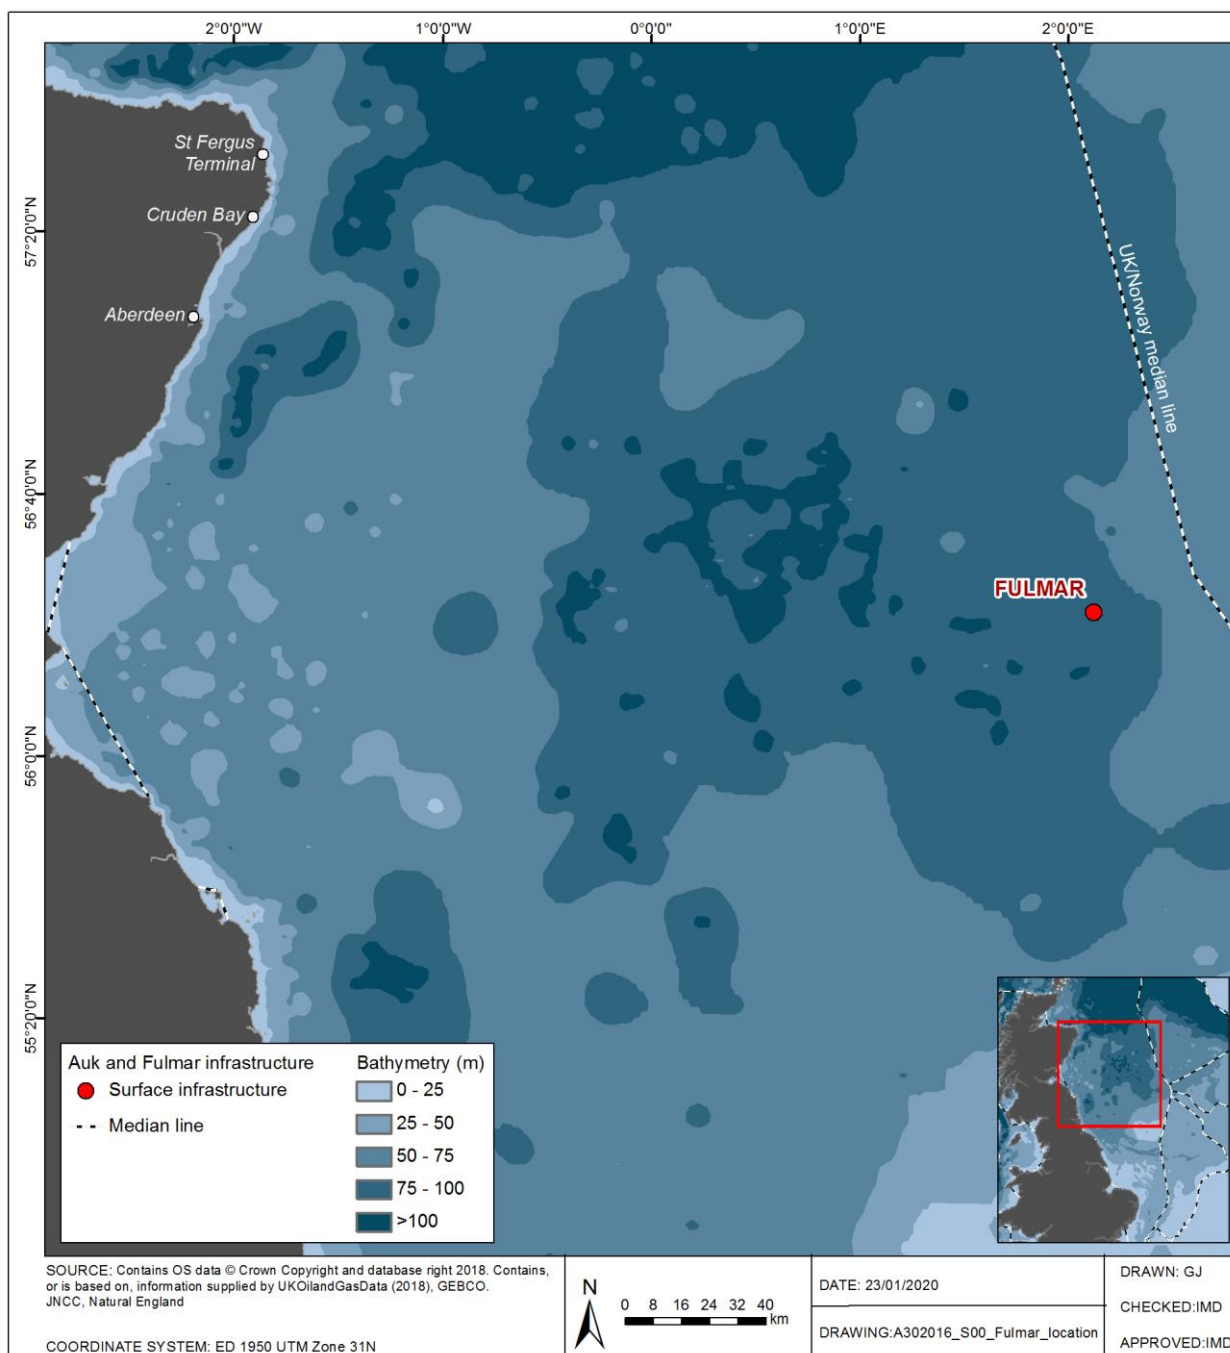 2°0'0"W
1°0'0"W
0°0'0"
1°0'0"E
2°0'0"E
57°20'0"N
56°40'0"N
56°0'0"N
55°20'0"N
St Fergus
Terminal
Cruden Bay
Aberdeen
UK/Norway median line
FULMAR
Auk and Fulmar infrastructure
Surface infrastructure
Median line
Bathymetry (m)
0 - 25
25 - 50
50 - 75
75 - 100
>100
SOURCE: Contains OS data © Crown Copyright and database right 2018. Contains,
or is based on, information supplied by UKOilandGasData (2018), GEBCO.
JNCC, Natural England
COORDINATE SYSTEM: ED 1950 UTM Zone 31N
N
0 8 16 24 32 40
km
DATE: 23/01/2020
DRAWING:A302016_S00_Fulmar_location
DRAWN: GJ
CHECKED:IMD
APPROVED:IMD